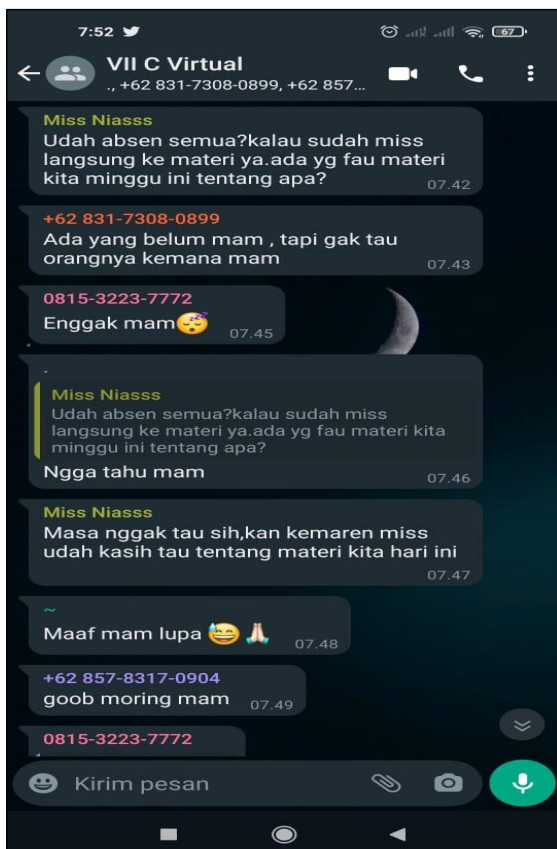 7:52
67
VII C Virtual
., +62 831-7308-0899, +62 857...
Miss Niasss
Udah absen semua?kalau sudah miss
langsung ke materi ya.ada yg fau materi
kita minggu ini tentang apa?
07.42
+62 831-7308-0899
Ada yang belum mam , tapi gak tau
orangnya kemana mam
07.43
0815-3223-7772
Enggak mam😴
07.45
.
Miss Niasss
Udah absen semua?kalau sudah miss
langsung ke materi ya.ada yg fau materi kita
minggu ini tentang apa?
Ngga tahu mam
07.46
Miss Niasss
Masa nggak tau sih,kan kemaren miss
udah kasih tau tentang materi kita hari ini
07.47
~
Maaf mam lupa 😅🙏🏻
07.48
+62 857-8317-0904
goob moring mam
07.49
0815-3223-7772
Kirim pesan